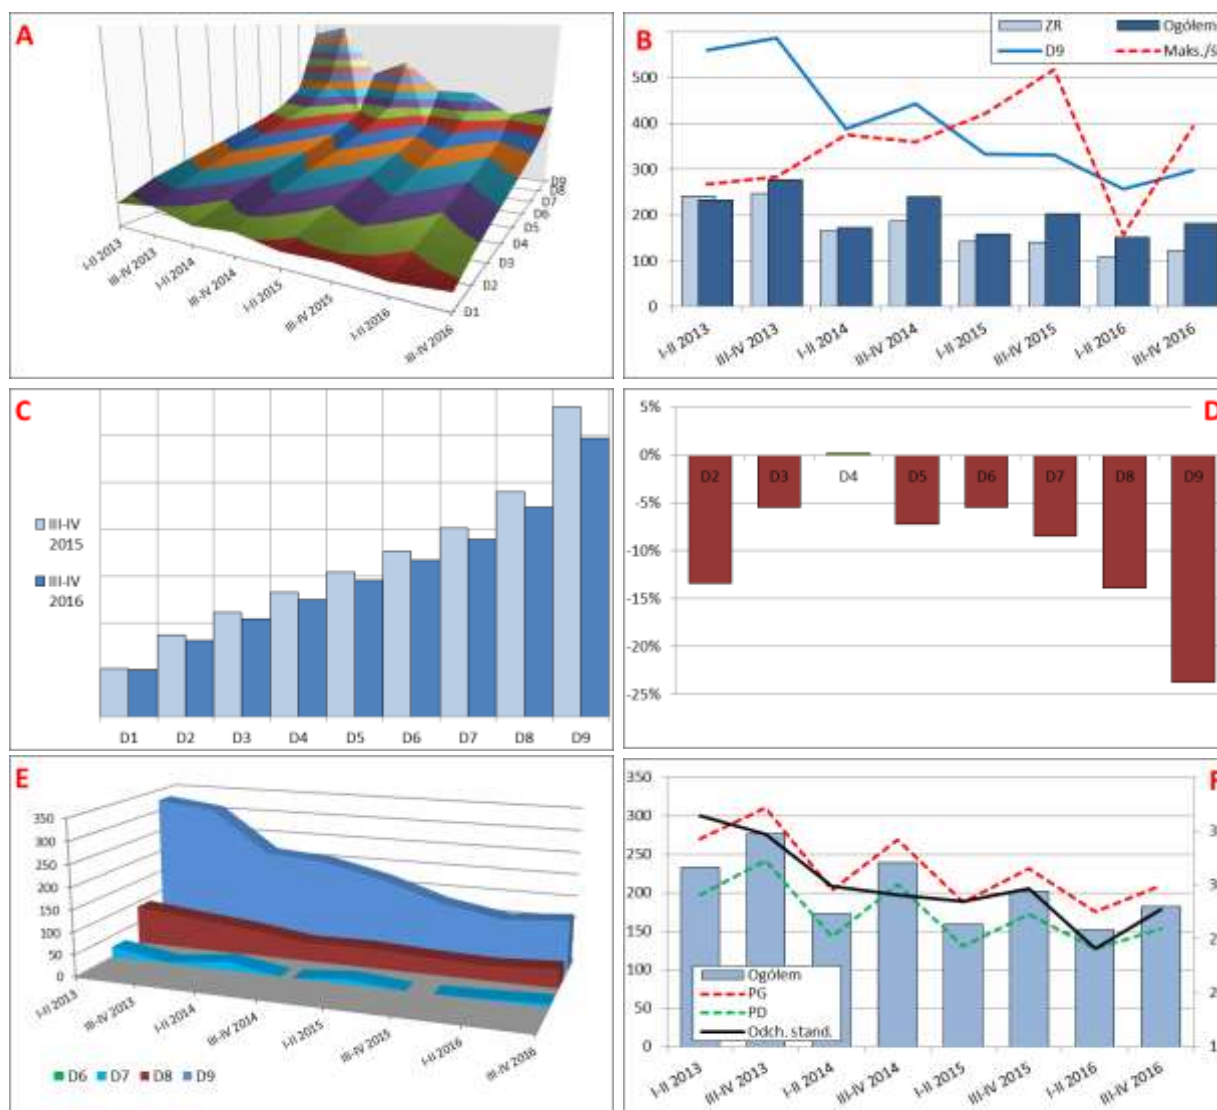 A
D9
D8
D7
D6
D5
D4
D3
D2
D1
I-II 2013
III-IV 2013
I-II 2014
III-IV 2014
I-II 2015
III-IV 2015
I-II 2016
III-IV 2016
B
ZR
Ogółem
D9
Maks./ś
500
400
300
200
100
0
I-II 2013
III-IV 2013
I-II 2014
III-IV 2014
I-II 2015
III-IV 2015
I-II 2016
III-IV 2016
C
III-IV
2015
III-IV
2016
D1 D2 D3 D4 D5 D6 D7 D8 D9
D
5%
0%
-5%
-10%
-15%
-20%
-25%
D2 D3 D4 D5 D6 D7 D8 D9
E
350
300
250
200
150
100
50
0
I-II 2013
III-IV 2013
I-II 2014
III-IV 2014
I-II 2015
III-IV 2015
I-II 2016
III-IV 2016
D6 D7 D8 D9
F
350
300
250
200
150
100
50
0
3
3
2
2
1
Ogółem
PG
PD
Odch. stand.
I-II 2013
III-IV 2013
I-II 2014
III-IV 2014
I-II 2015
III-IV 2015
I-II 2016
III-IV 2016